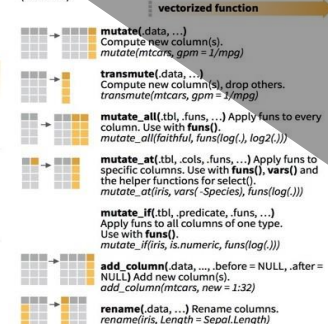 vectorized function
mutate(.data, …)
Compute new column(s).
mutate(mtcars, gpm = 1/mpg)
transmute(.data, …)
Compute new column(s), drop others.
transmute(mtcars, gpm = 1/mpg)
mutate_all(.tbl, .funs, …) Apply funs to every
column. Use with funs().
mutate_all(faithful, funs(log(.), log2(.)))
mutate_at(.tbl, .cols, .funs, …) Apply funs to
specific columns. Use with funs(), vars() and
the helper functions for select().
mutate_at(iris, vars( -Species), funs(log(.)))
mutate_if(.tbl, .predicate, .funs, …)
Apply funs to all columns of one type.
Use with funs().
mutate_if(iris, is.numeric, funs(log(.)))
add_column(.data, ..., .before = NULL, .after =
NULL) Add new column(s).
add_column(mtcars, new = 1:32)
rename(.data, …) Rename columns.
rename(iris, Length = Sepal.Length)